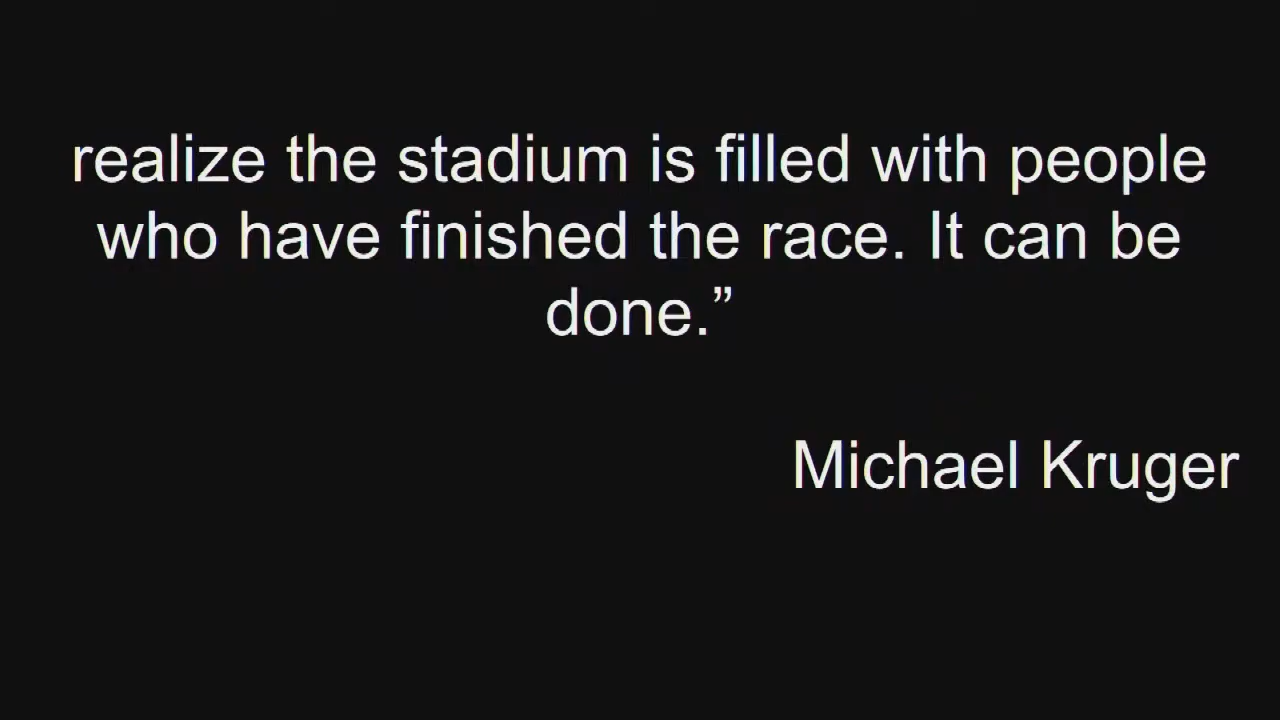 realize the stadium is filled with people
who have finished the race. It can be
done.”
Michael Kruger